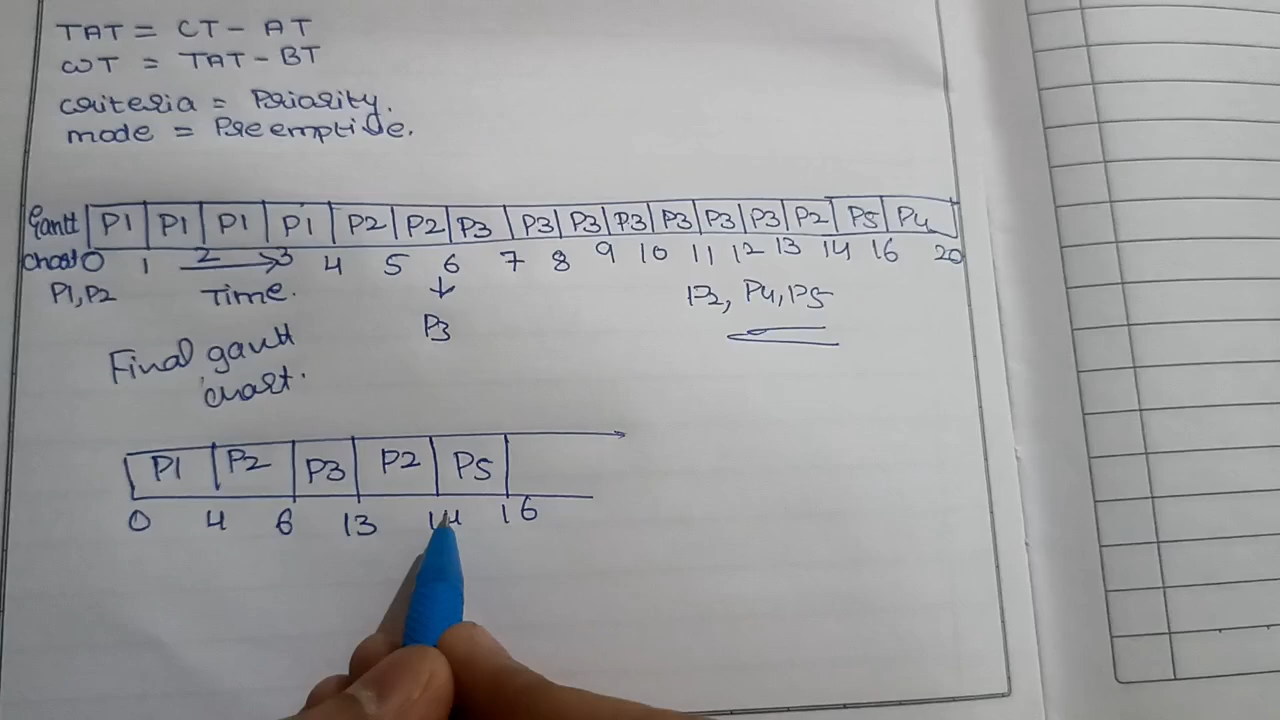 TAT = CT - AT
WT = TAT - BT
criteria = Priority.
mode = Preemptive.
Gantt P1 P1 P1 P1 P2 P2 P3 P3 P3 P3 P3 P3 P3 P2 P5 P4
chart 0 1 2 3 4 5 6 7 8 9 10 11 12 13 14 16 20
P1, P2 Time. P2, P4, P5
P3
Final gantt
chart.
P1 P2 P3 P2 P5
0 4 6 13 14 16